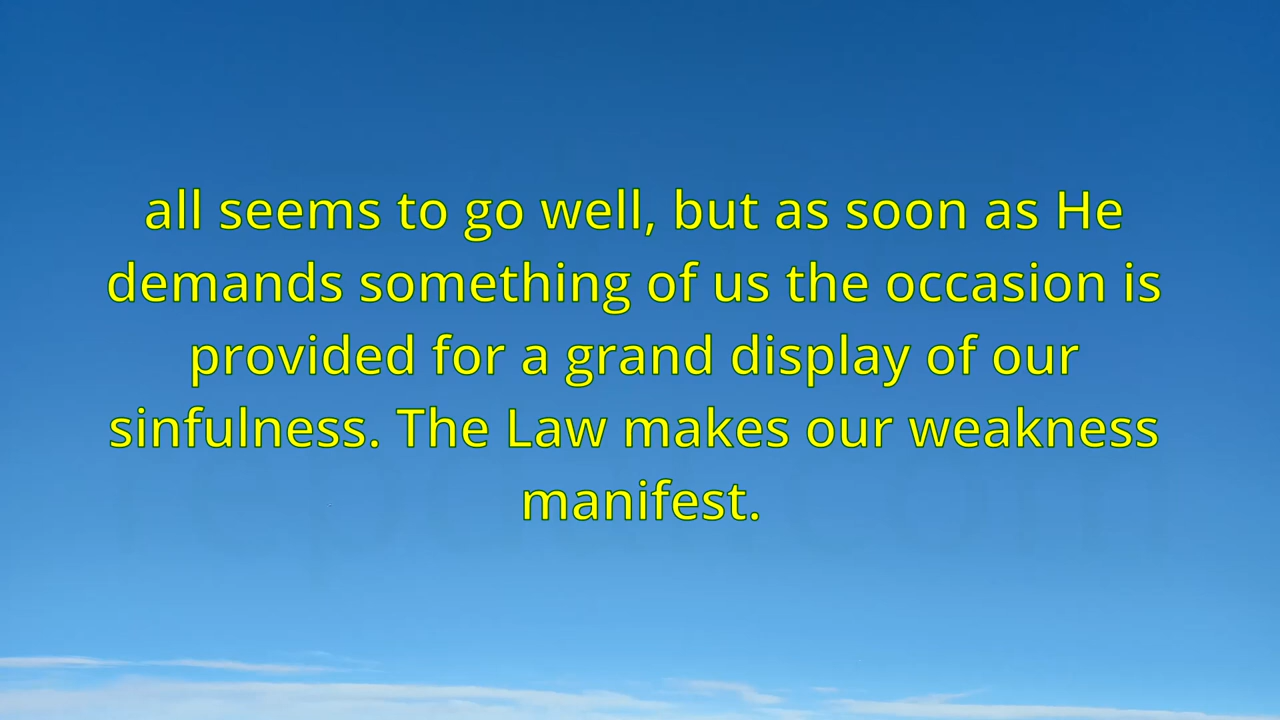 all seems to go well, but as soon as He
demands something of us the occasion is
provided for a grand display of our
sinfulness. The Law makes our weakness
manifest.